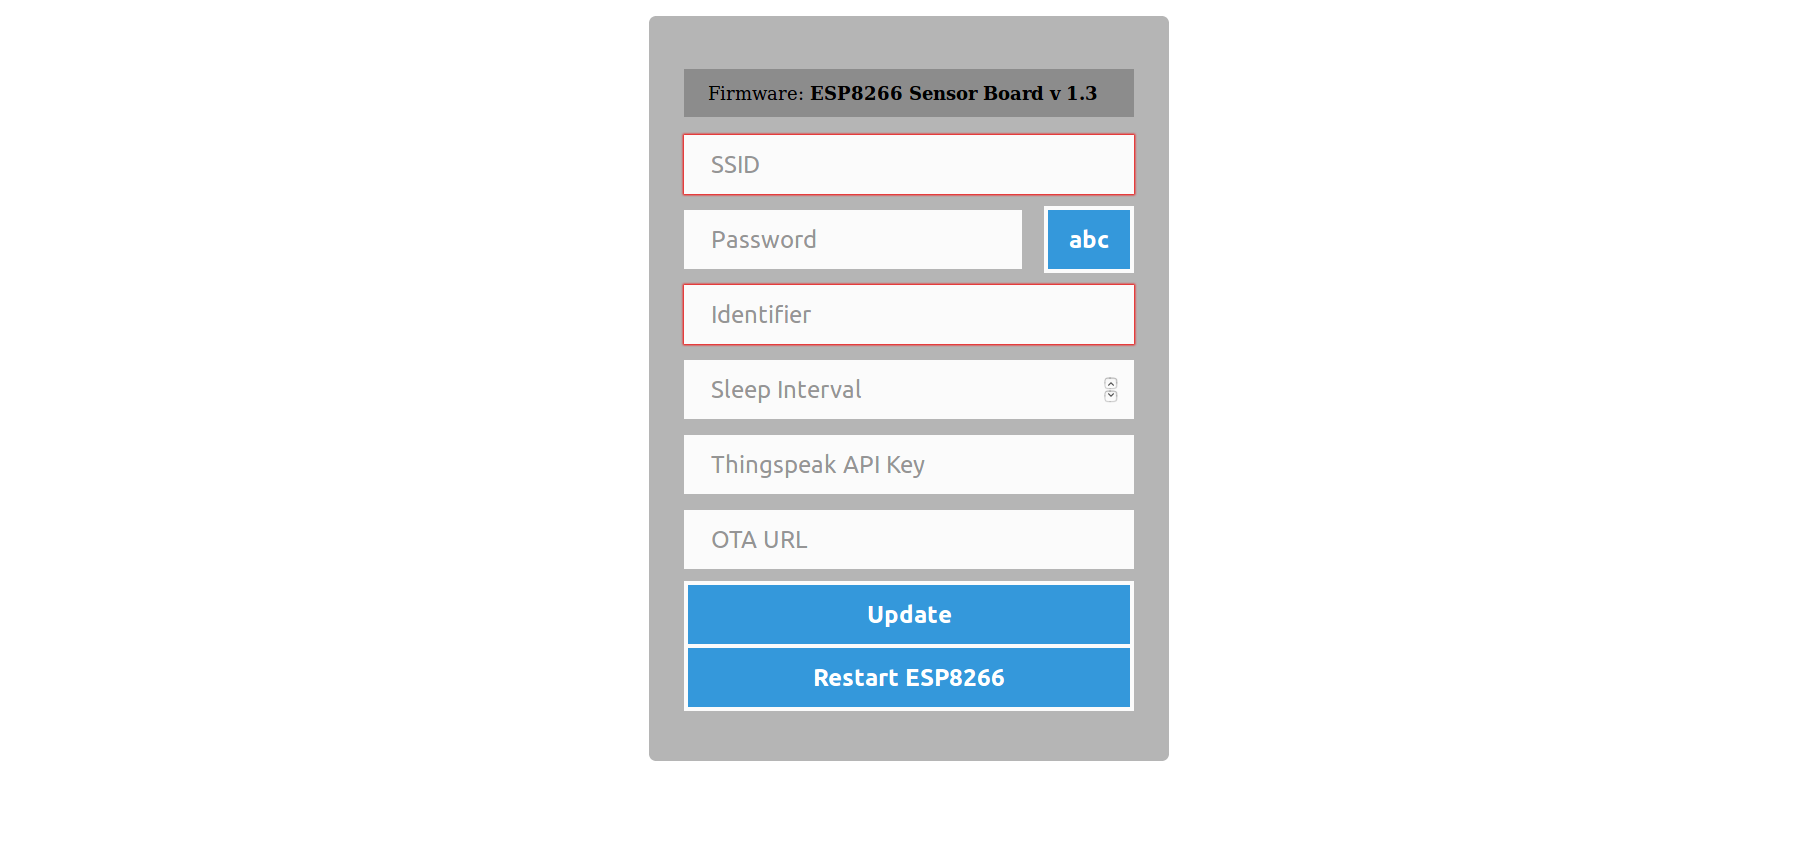 Firmware: ESP8266 Sensor Board v 1.3
SSID
Password
abc
Identifier
Sleep Interval
Thingspeak API Key
OTA URL
Update
Restart ESP8266